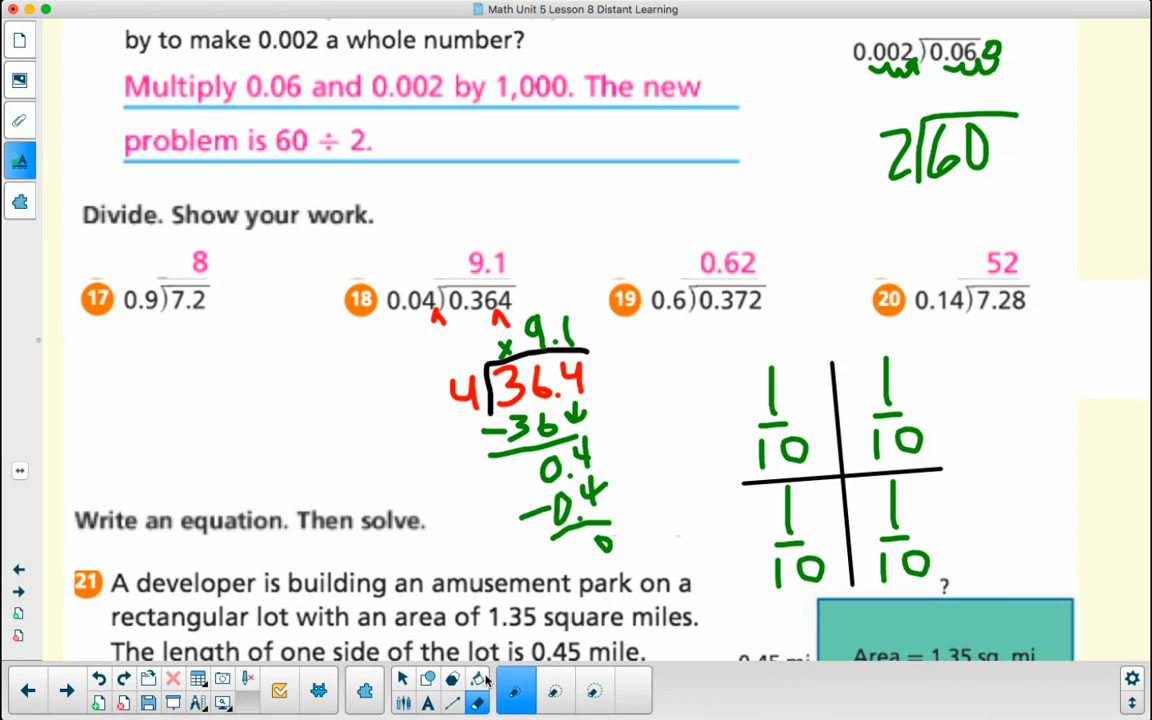 Math Unit 5 Lesson 8 Distant Learning
by to make 0.002 a whole number?
0.002)0.060
Multiply 0.06 and 0.002 by 1,000. The new
problem is 60 ÷ 2.
2)60
Divide. Show your work.
8
17 0.9)7.2
9.1
18 0.04)0.364
0.62
19 0.6)0.372
52
20 0.14)7.28
x 9.1
4)36.4
-36
0.4
-0.4
0
1/10 1/10
1/10 1/10
Write an equation. Then solve.
21 A developer is building an amusement park on a
rectangular lot with an area of 1.35 square miles.
The length of one side of the lot is 0.45 mile.
?
0.45 mi
Area = 1.35 sq. mi